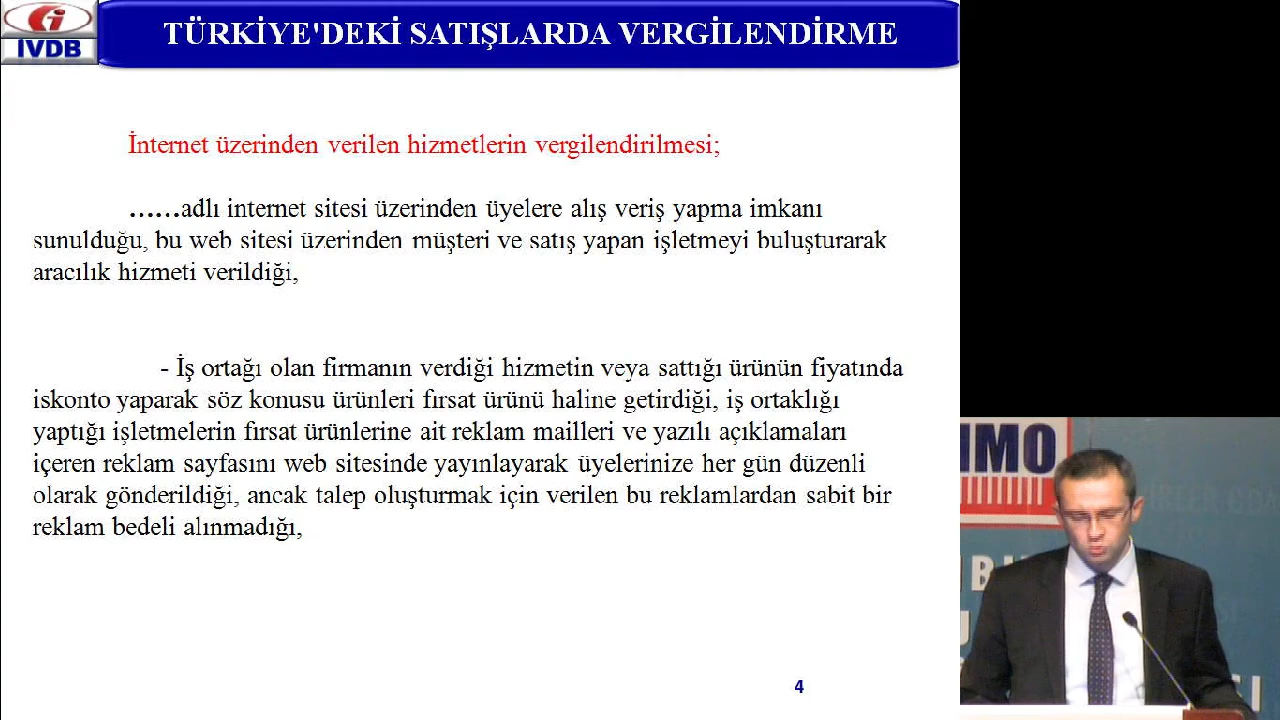 IVDB
TÜRKİYE'DEKİ SATIŞLARDA VERGİLENDİRME
İnternet üzerinden verilen hizmetlerin vergilendirilmesi;
……adlı internet sitesi üzerinden üyelere alış veriş yapma imkanı
sunulduğu, bu web sitesi üzerinden müşteri ve satış yapan işletmeyi buluşturarak
aracılık hizmeti verildiği,
- İş ortağı olan firmanın verdiği hizmetin veya sattığı ürünün fiyatında
iskonto yaparak söz konusu ürünleri fırsat ürünü haline getirdiği, iş ortaklığı
yaptığı işletmelerin fırsat ürünlerine ait reklam mailleri ve yazılı açıklamaları
içeren reklam sayfasını web sitesinde yayınlayarak üyelerinize her gün düzenli
olarak gönderildiği, ancak talep oluşturmak için verilen bu reklamlardan sabit bir
reklam bedeli alınmadığı,
4
MMO